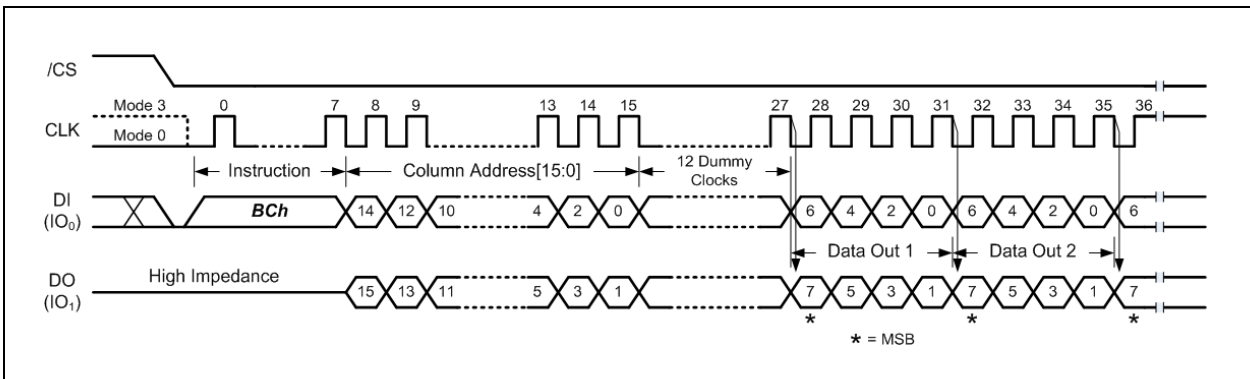 /CS
Mode 3 0 7 8 9 13 14 15 27 28 29 30 31 32 33 34 35 36
CLK
Mode 0
12 Dummy
Instruction Column Address[15:0]
Clocks
DI
(IO0)
BCh 14 12 10 4 2 0 6 4 2 0 6 4 2 0 6
Data Out 1 Data Out 2
High Impedance
DO
(IO1)
15 13 11 5 3 1 7 5 3 1 7 5 3 1 7
* * *
* = MSB